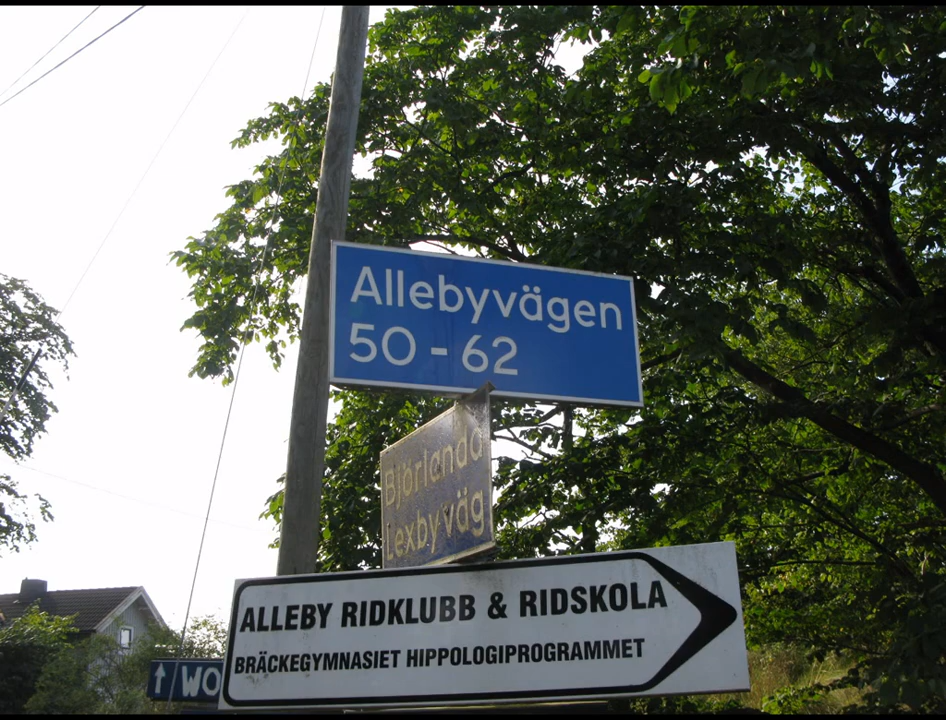 Allebyvägen
50 - 62
Björlanda
Lexbyväg
ALLEBY RIDKLUBB & RIDSKOLA
BRÄCKEGYMNASIET HIPPOLOGIPROGRAMMET